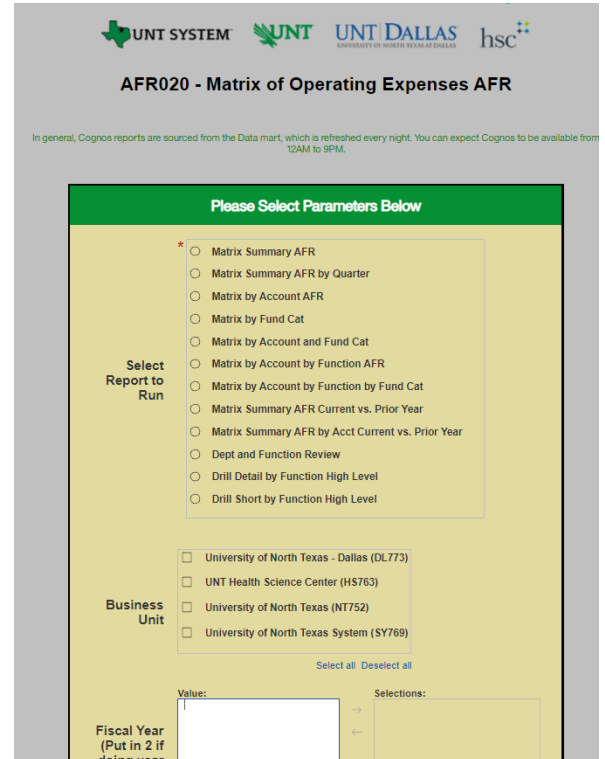 UNT SYSTEM™ UNT UNT DALLAS hsc
UNIVERSITY OF NORTH TEXAS AT DALLAS
AFR020 - Matrix of Operating Expenses AFR
In general, Cognos reports are sourced from the Data mart, which is refreshed every night. You can expect Cognos to be available from
12AM to 9PM.
Please Select Parameters Below
*
Matrix Summary AFR
Matrix Summary AFR by Quarter
Matrix by Account AFR
Matrix by Fund Cat
Matrix by Account and Fund Cat
Select
Report to
Run
Matrix by Account by Function AFR
Matrix by Account by Function by Fund Cat
Matrix Summary AFR Current vs. Prior Year
Matrix Summary AFR by Acct Current vs. Prior Year
Dept and Function Review
Drill Detail by Function High Level
Drill Short by Function High Level
Business
Unit
University of North Texas - Dallas (DL773)
UNT Health Science Center (HS763)
University of North Texas (NT752)
University of North Texas System (SY769)
Select all Deselect all
Value: Selections:
Fiscal Year
(Put in 2 if
doing year